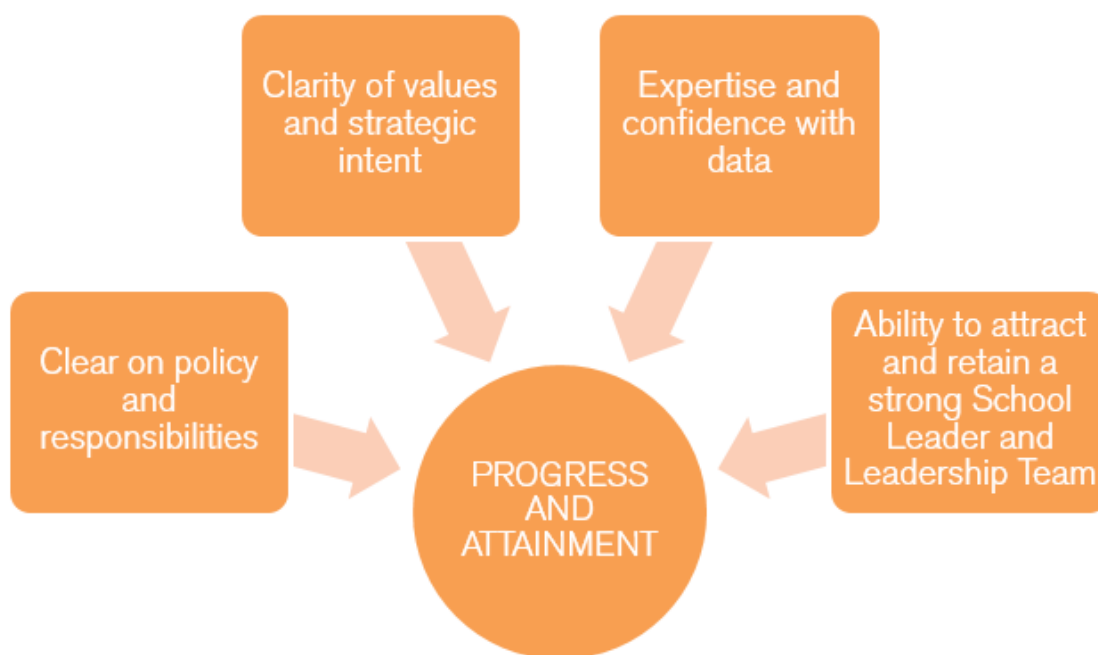 Clear on policy
and
responsibilities
Clarity of values
and strategic
intent
Expertise and
confidence with
data
Ability to attract
and retain a
strong School
Leader and
Leadership Team
PROGRESS
AND
ATTAINMENT